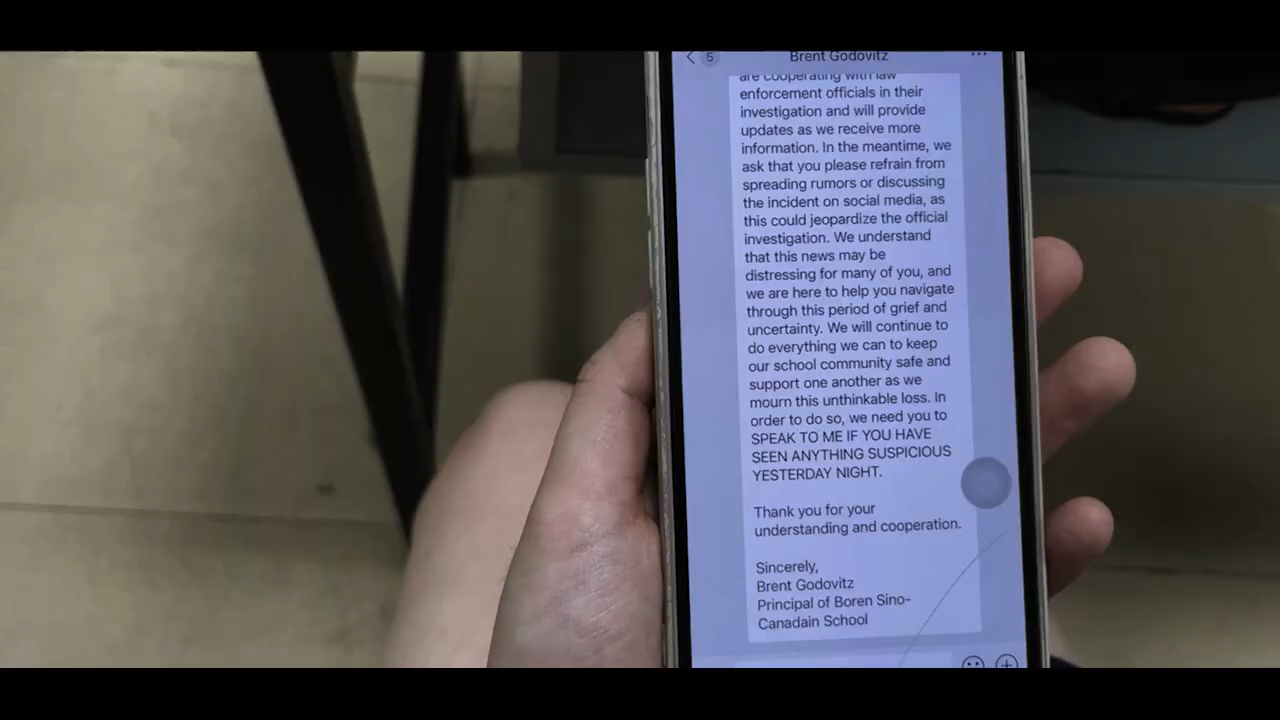 5
Brent Godovitz
are cooperating with law
enforcement officials in their
investigation and will provide
updates as we receive more
information. In the meantime, we
ask that you please refrain from
spreading rumors or discussing
the incident on social media, as
this could jeopardize the official
investigation. We understand
that this news may be
distressing for many of you, and
we are here to help you navigate
through this period of grief and
uncertainty. We will continue to
do everything we can to keep
our school community safe and
support one another as we
mourn this unthinkable loss. In
order to do so, we need you to
SPEAK TO ME IF YOU HAVE
SEEN ANYTHING SUSPICIOUS
YESTERDAY NIGHT.
Thank you for your
understanding and cooperation.
Sincerely,
Brent Godovitz
Principal of Boren Sino-
Canadain School